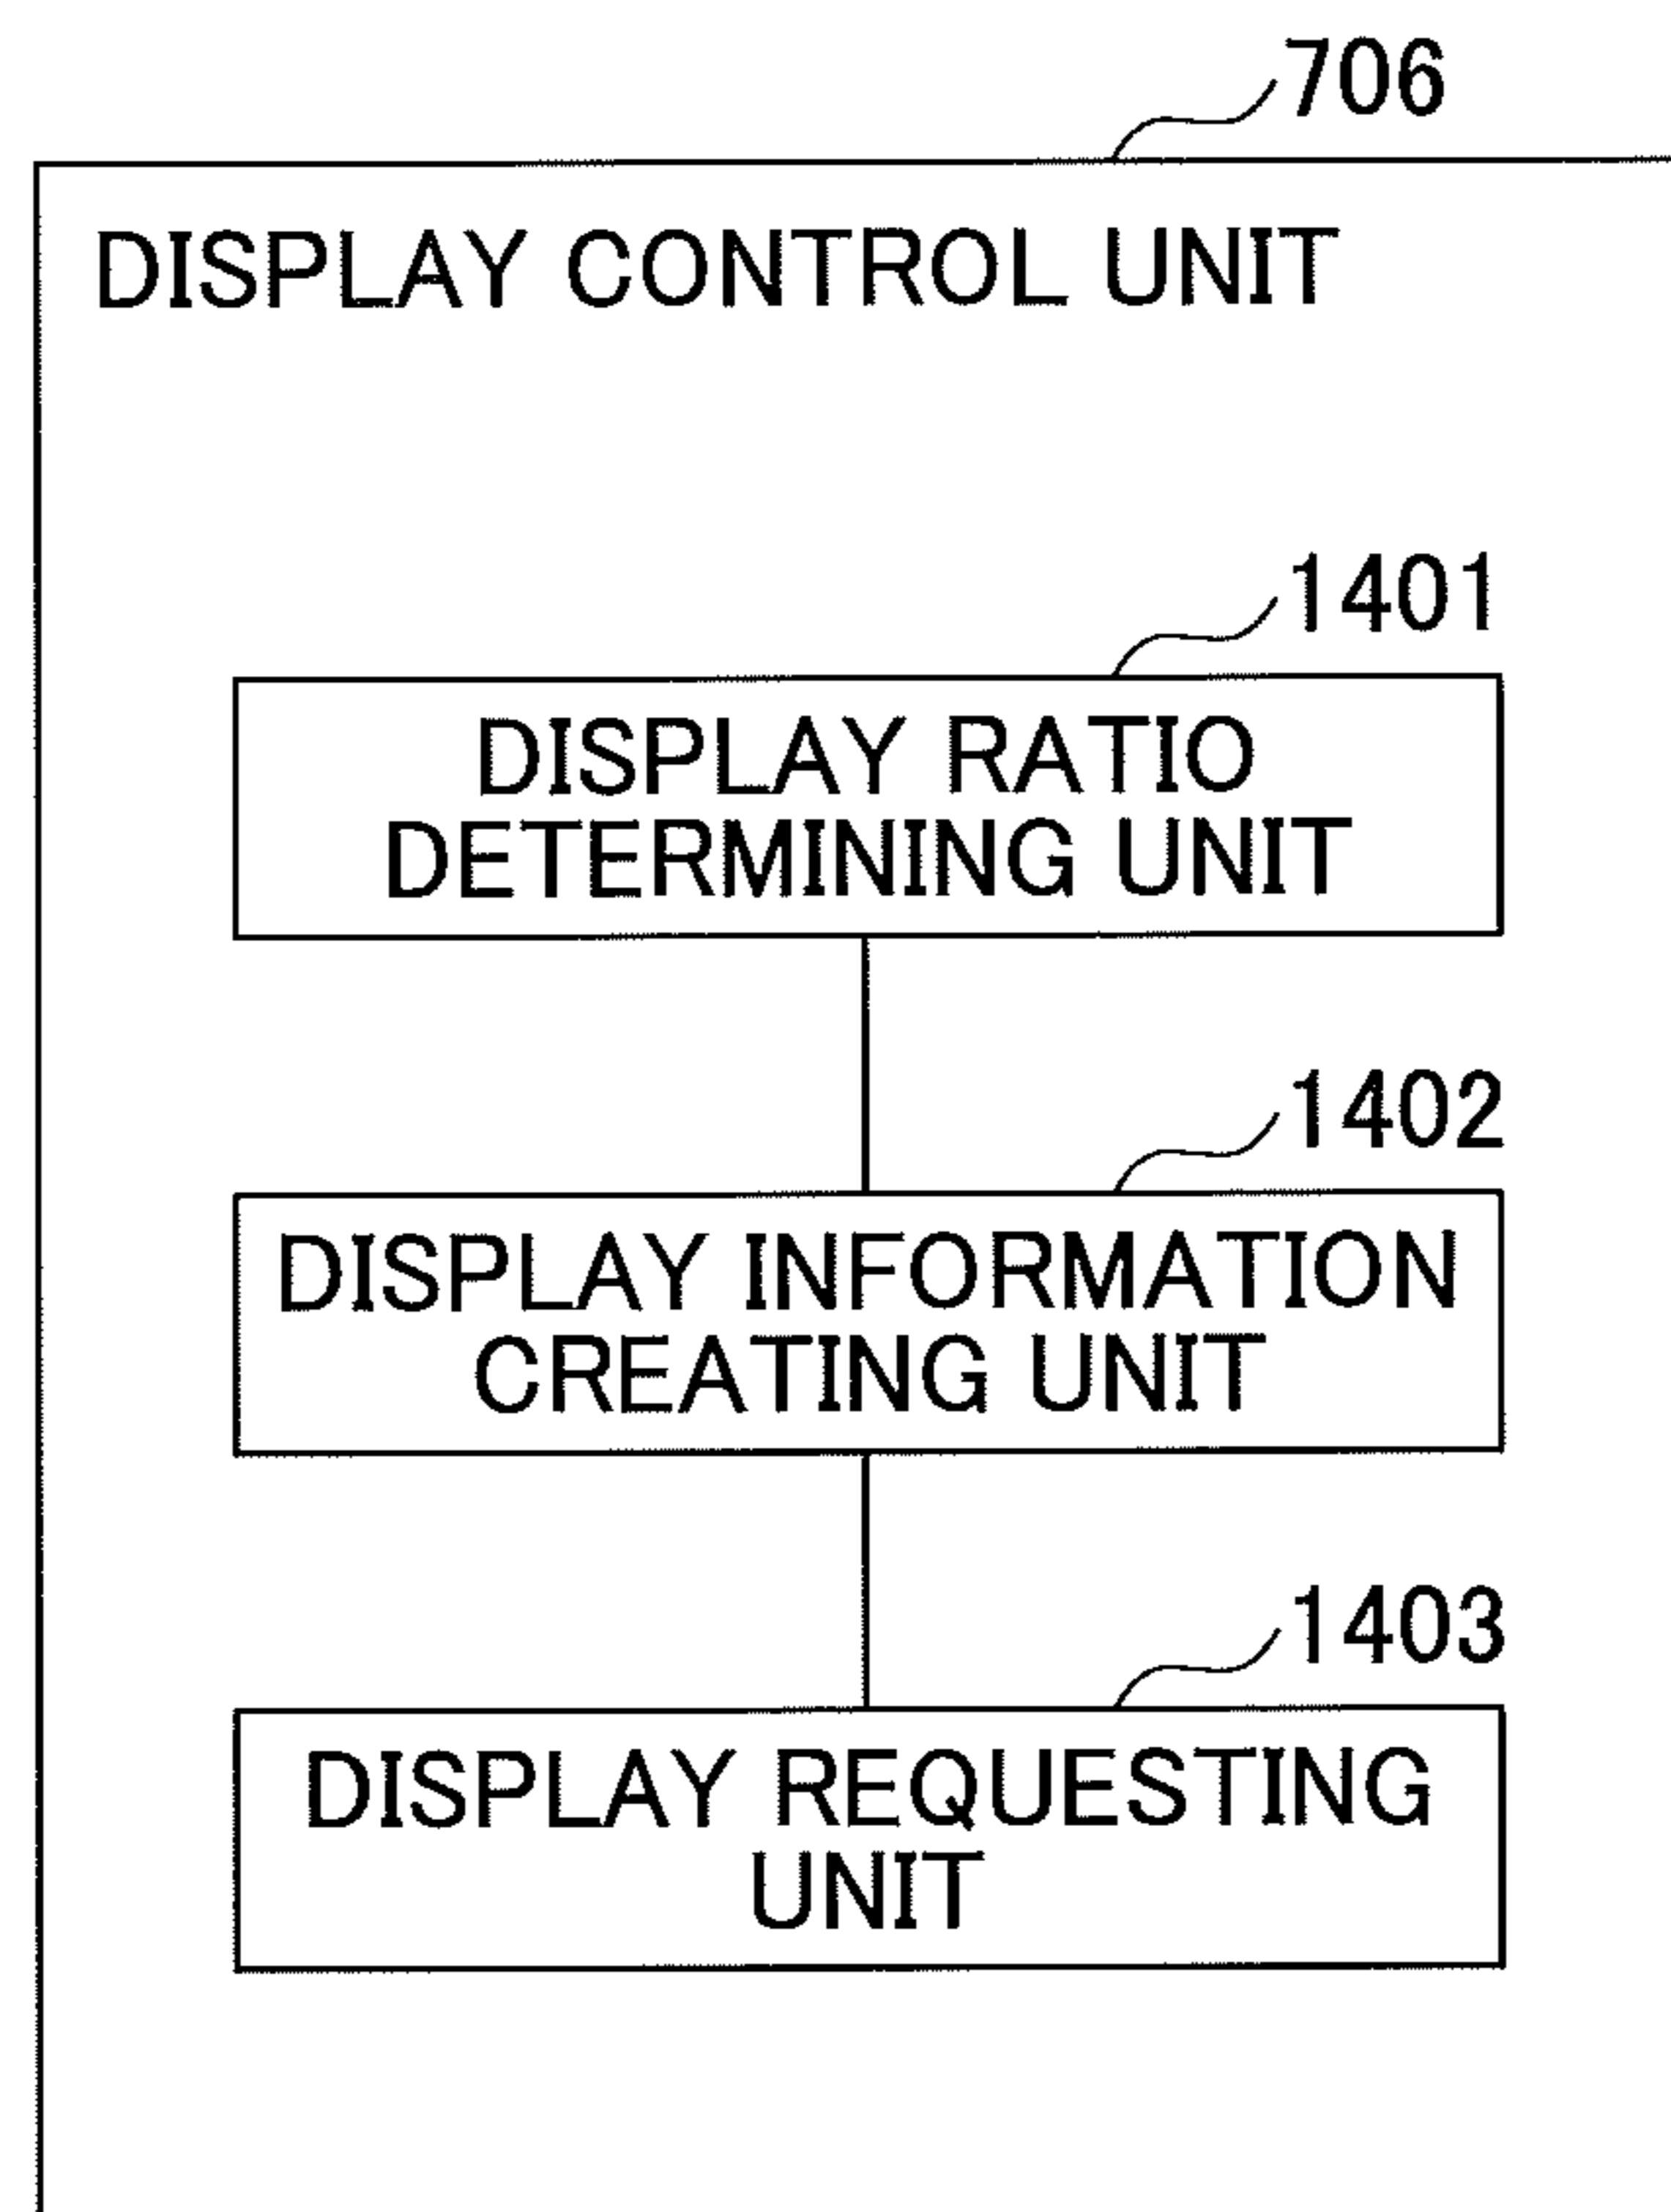 706
DISPLAY CONTROL UNIT
1401
DISPLAY RATIO
DETERMINING UNIT
1402
DISPLAY INFORMATION
CREATING UNIT
1403
DISPLAY REQUESTING
UNIT